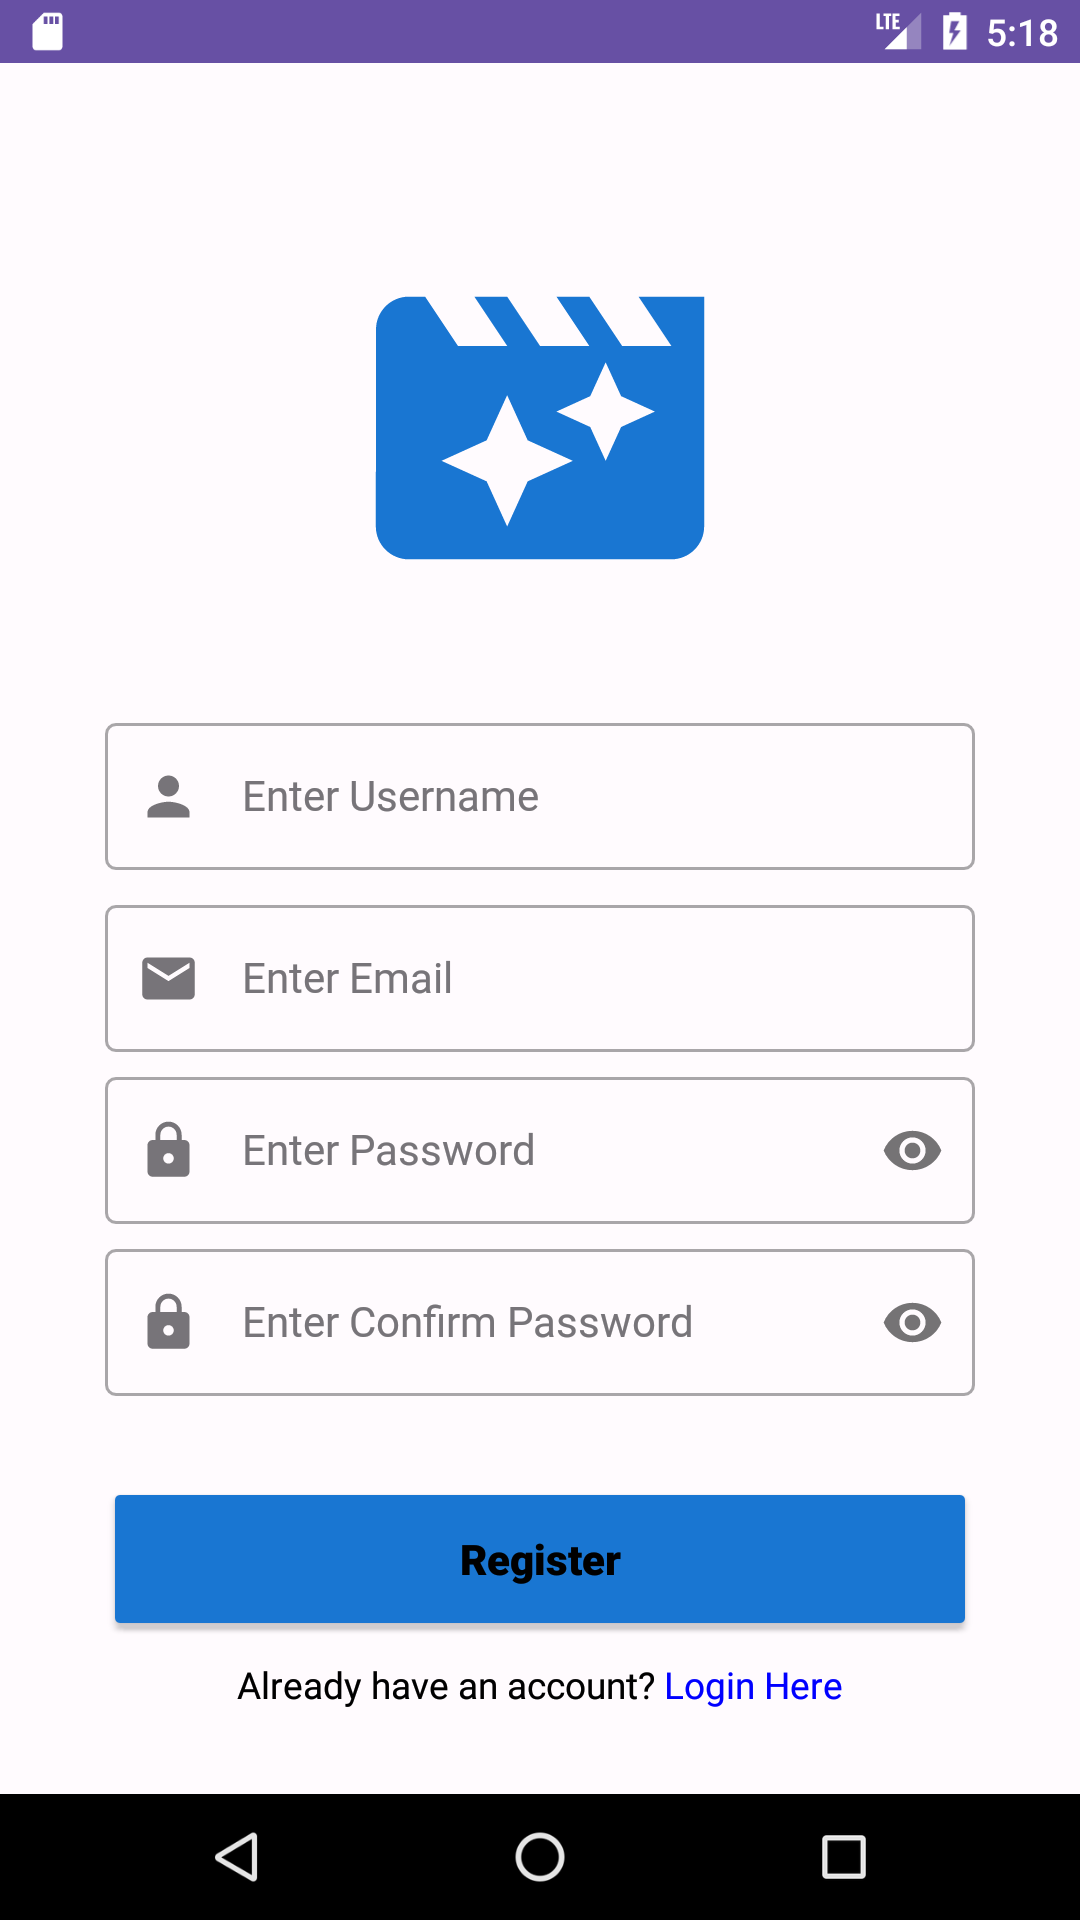 LTE 5:18
Enter Username
Enter Email
Enter Password
Enter Confirm Password
Register
Already have an account? Login Here